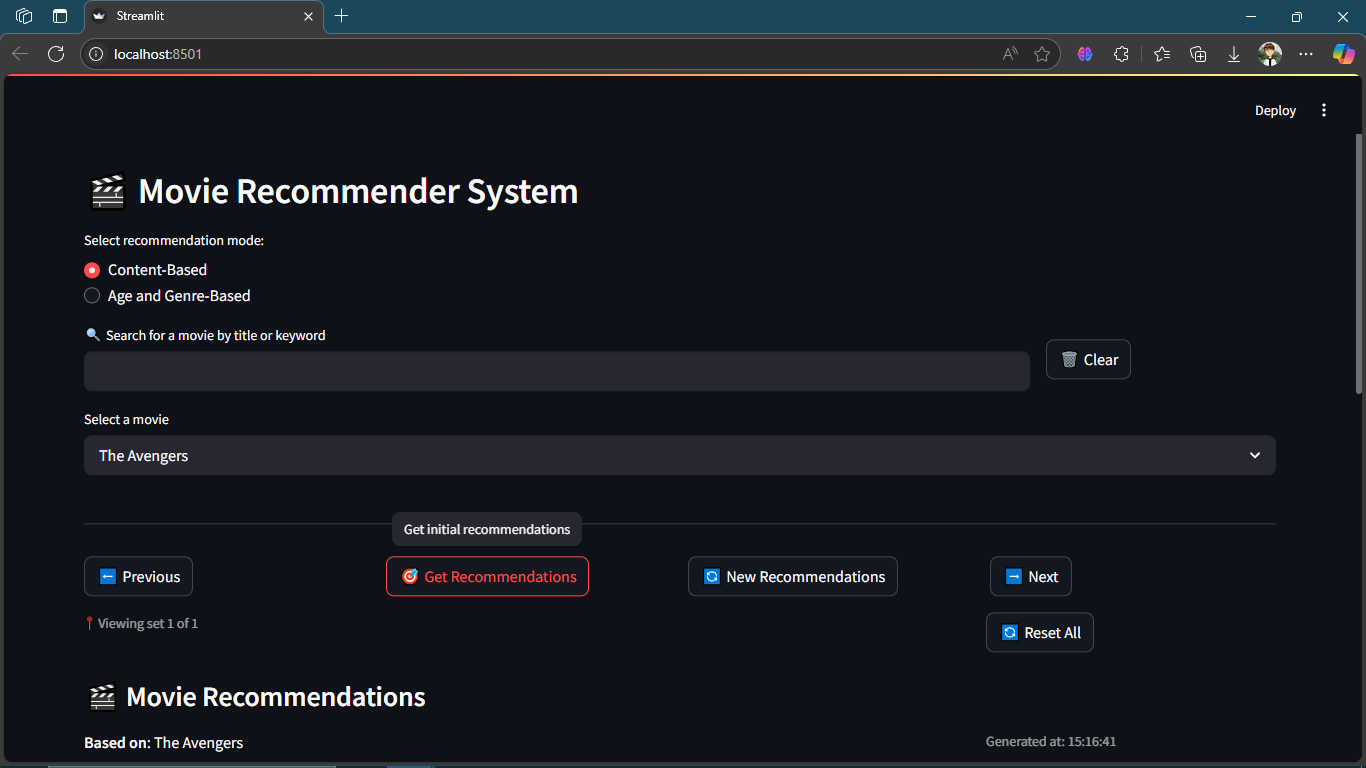 Streamlit
localhost:8501
Deploy
Movie Recommender System
Select recommendation mode:
Content-Based
Age and Genre-Based
Search for a movie by title or keyword
Clear
Select a movie
The Avengers
Get initial recommendations
Previous
Get Recommendations
New Recommendations
Next
Viewing set 1 of 1
Reset All
Movie Recommendations
Based on: The Avengers
Generated at: 15:16:41